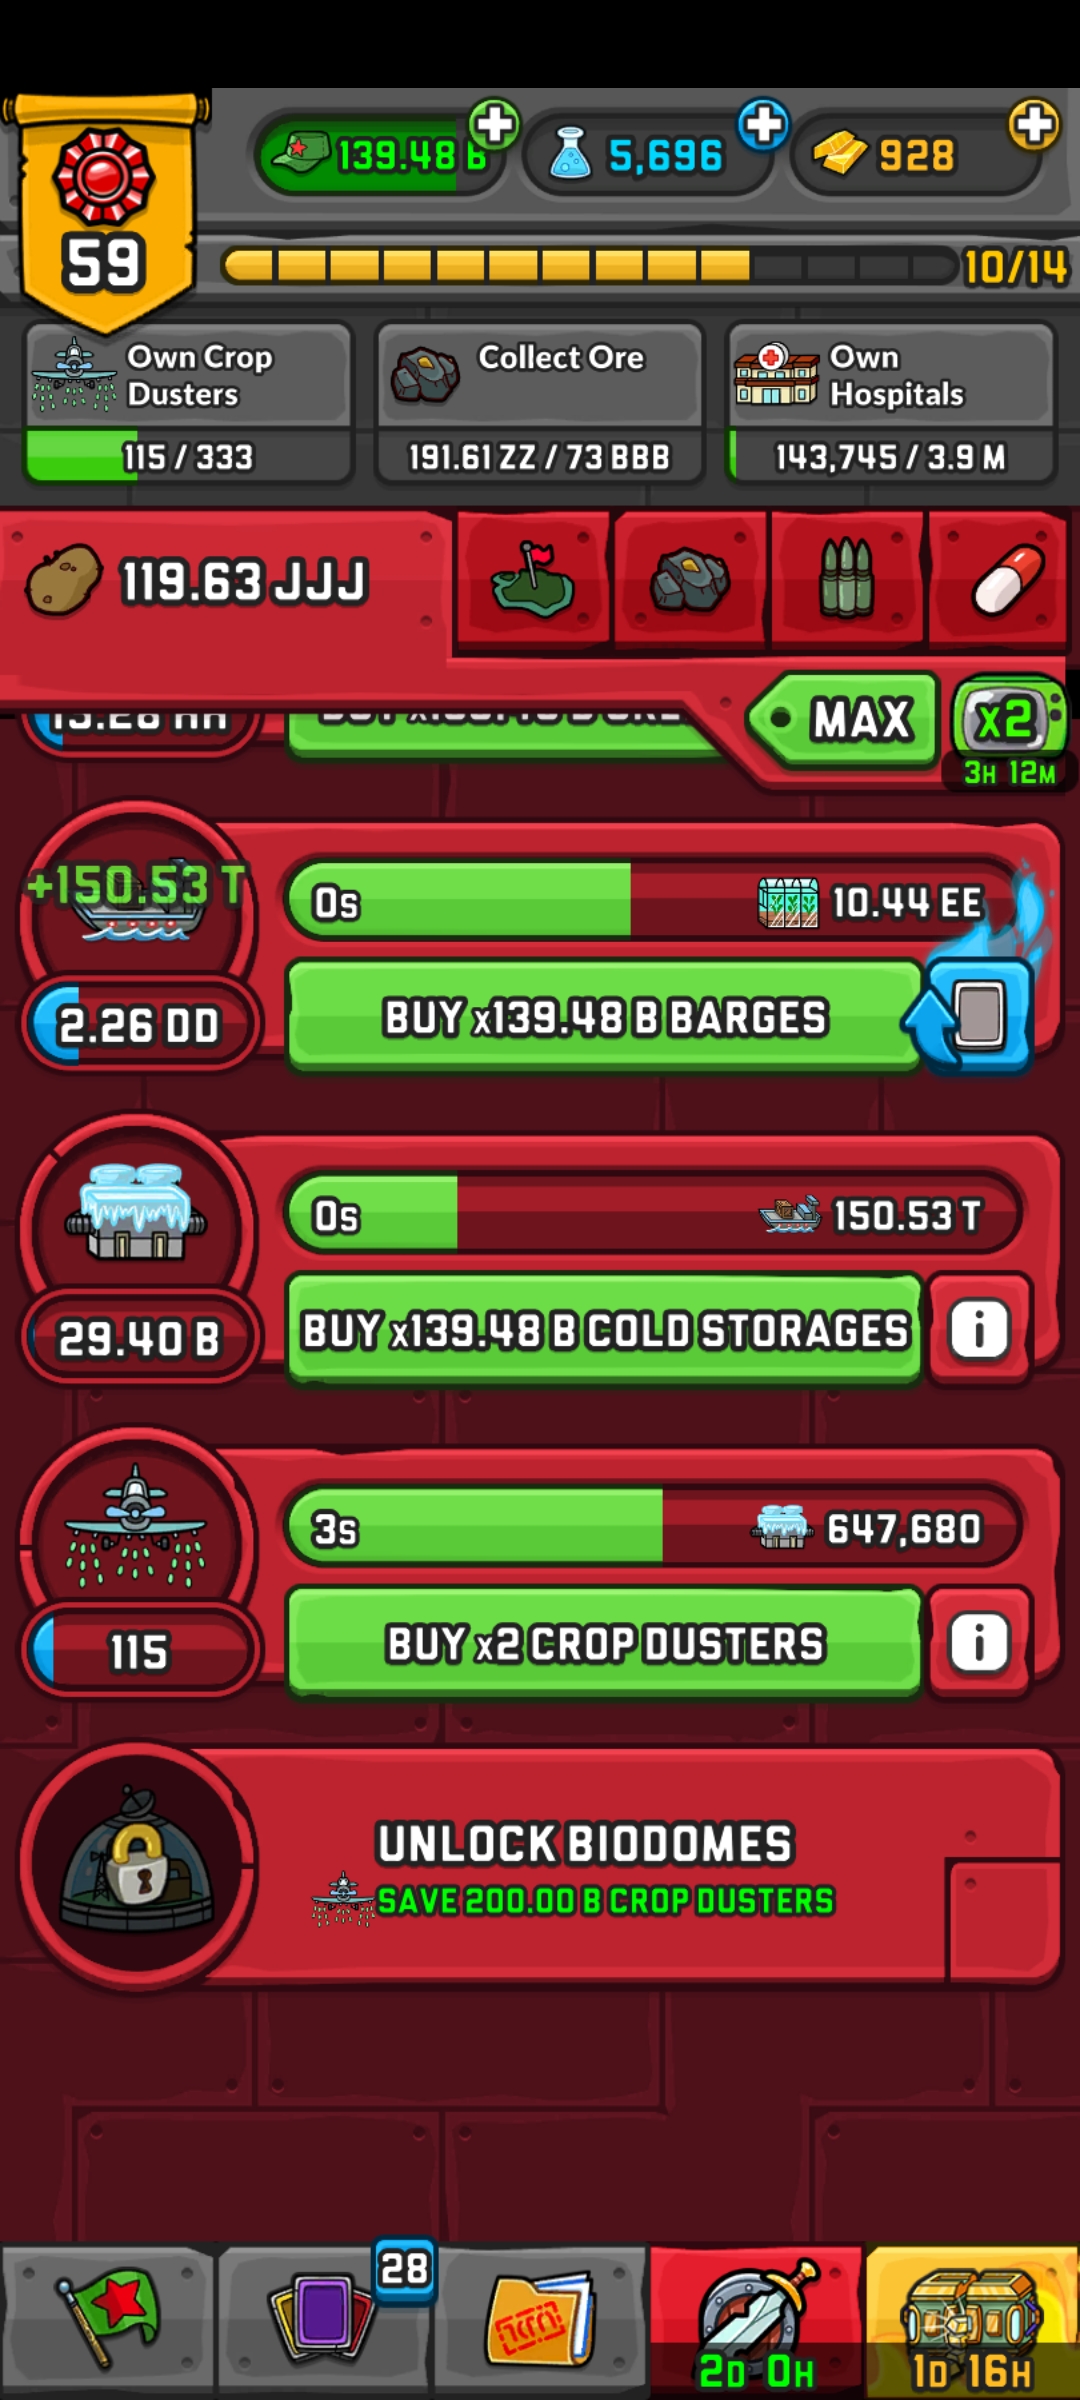 139.48 B
5,696
928
59
10/14
Own Crop
Dusters
Collect Ore
Own
Hospitals
115 / 333
191.61 ZZ / 73 BBB
143,745 / 3.9 M
119.63 JJJ
MAX
x2
3H 12M
+150.53 T
0s
10.44 EE
2.26 DD
BUY x139.48 B BARGES
0s
150.53 T
29.40 B
BUY x139.48 B COLD STORAGES
i
3s
647,680
115
BUY x2 CROP DUSTERS
i
UNLOCK BIODOMES
SAVE 200.00 B CROP DUSTERS
28
2D 0H
1D 16H